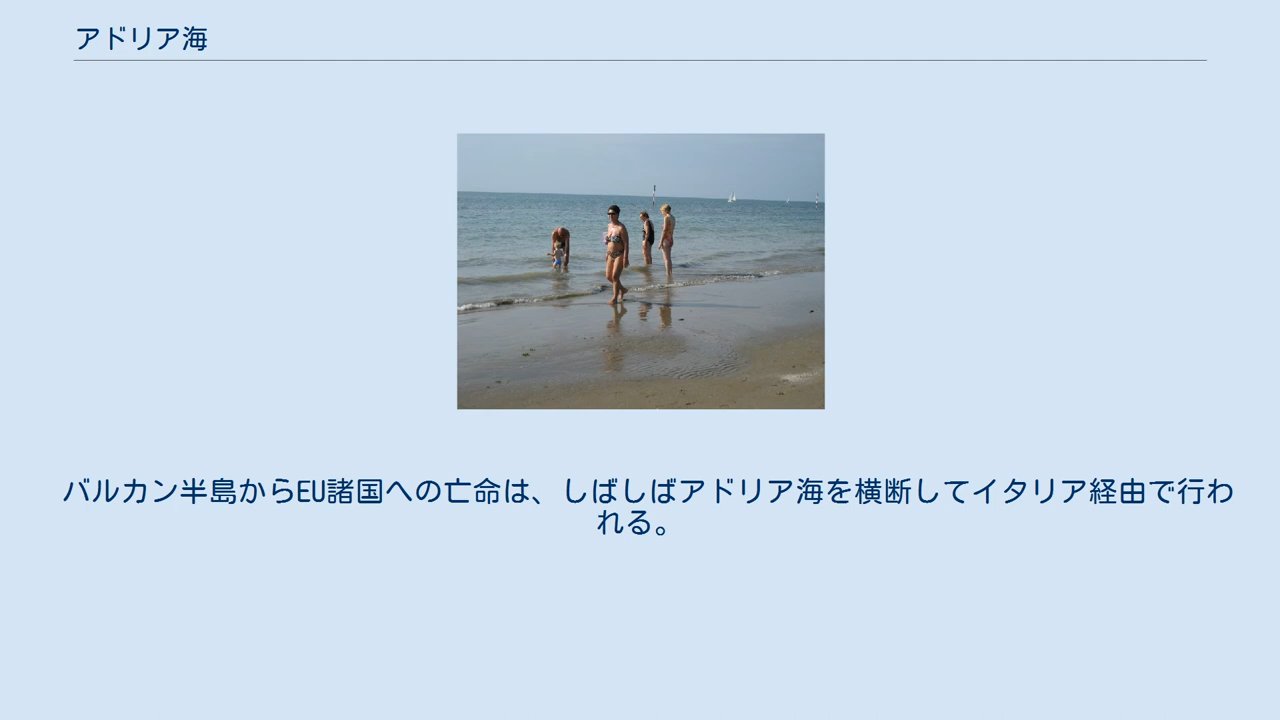 アドリア海
バルカン半島からEU諸国への亡命は、しばしばアドリア海を横断してイタリア経由で行わ
れる。